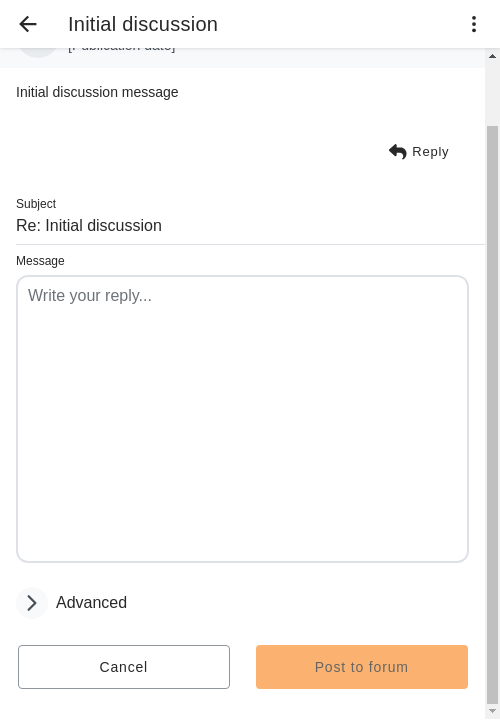 Initial discussion
[Publication date]
Initial discussion message
Reply
Subject
Re: Initial discussion
Message
Write your reply...
Advanced
Cancel
Post to forum